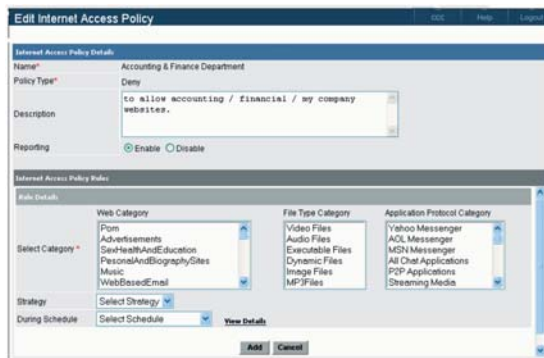 Edit Internet Access Policy
Help
Logout
Internet Access Policy Details
Name* Accounting & Finance Department
Policy Type* Deny
Description to allow accounting / financial / my company websites.
Reporting Enable Disable
Internet Access Policy Rules
Rule Details
Web Category File Type Category Application Protocol Category
Select Category *
Porn
Advertisements
SexHealthAndEducation
PesonalAndBiographySites
Music
WebBasedEmail
Video Files
Audio Files
Executable Files
Dynamic Files
Image Files
MP3Files
Yahoo Messenger
AOL Messenger
MSN Messenger
All Chat Applications
P2P Applications
Streaming Media
Strategy Select Strategy
During Schedule Select Schedule View Details
Add Cancel